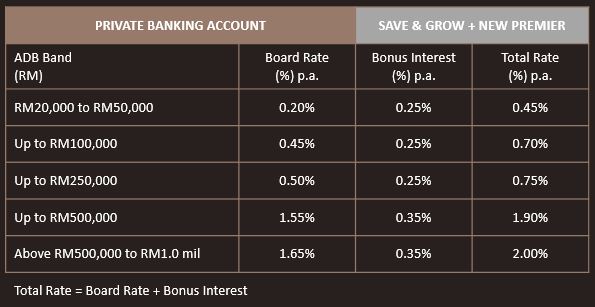 PRIVATE BANKING ACCOUNT SAVE & GROW + NEW PREMIER
ADB Band Board Rate Bonus Interest Total Rate
(RM) (%) p.a. (%) p.a. (%) p.a.
RM20,000 to RM50,000 0.20% 0.25% 0.45%
Up to RM100,000 0.45% 0.25% 0.70%
Up to RM250,000 0.50% 0.25% 0.75%
Up to RM500,000 1.55% 0.35% 1.90%
Above RM500,000 to RM1.0 mil 1.65% 0.35% 2.00%
Total Rate = Board Rate + Bonus Interest